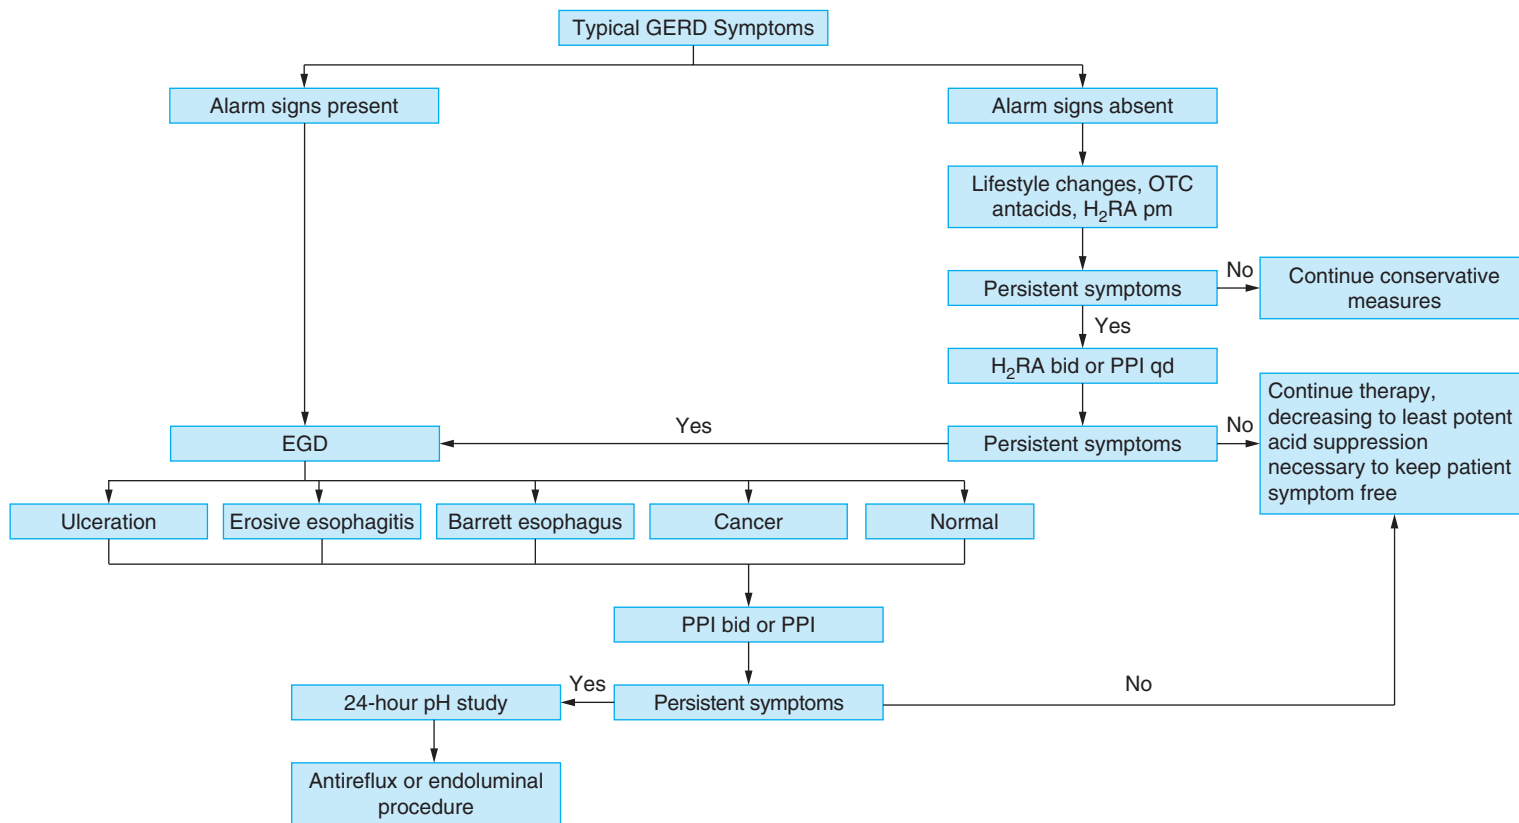 Typical GERD Symptoms
Alarm signs present
Alarm signs absent
Lifestyle changes, OTC
antacids, H₂RA pm
Persistent symptoms
No
Continue conservative
measures
Yes
H₂RA bid or PPI qd
Continue therapy,
decreasing to least potent
acid suppression
necessary to keep patient
symptom free
EGD
Yes
Persistent symptoms
No
Ulceration
Erosive esophagitis
Barrett esophagus
Cancer
Normal
PPI bid or PPI
24-hour pH study
Yes
Persistent symptoms
No
Antireflux or endoluminal
procedure